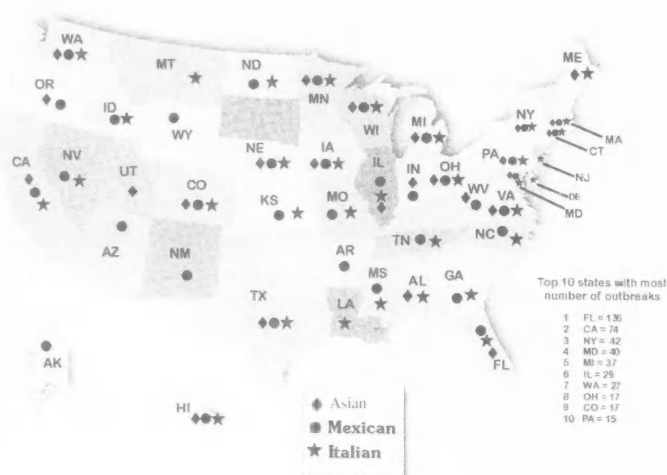 WA
MT
ND
MN
ME
OR
ID
WY
WI
MI
NY
MA
CT
CA
NV
UT
CO
NE
IA
IL
IN
OH
PA
NJ
DE
MD
WV
VA
KS
MO
AZ
NM
AR
TN
NC
TX
LA
MS
AL
GA
FL
AK
HI
Top 10 states with most
number of outbreaks
1 FL = 136
2 CA = 74
3 NY = 42
4 MD = 40
5 MI = 37
6 IL = 29
7 WA = 27
8 OH = 17
9 CO = 17
10 PA = 15
Asian
Mexican
Italian